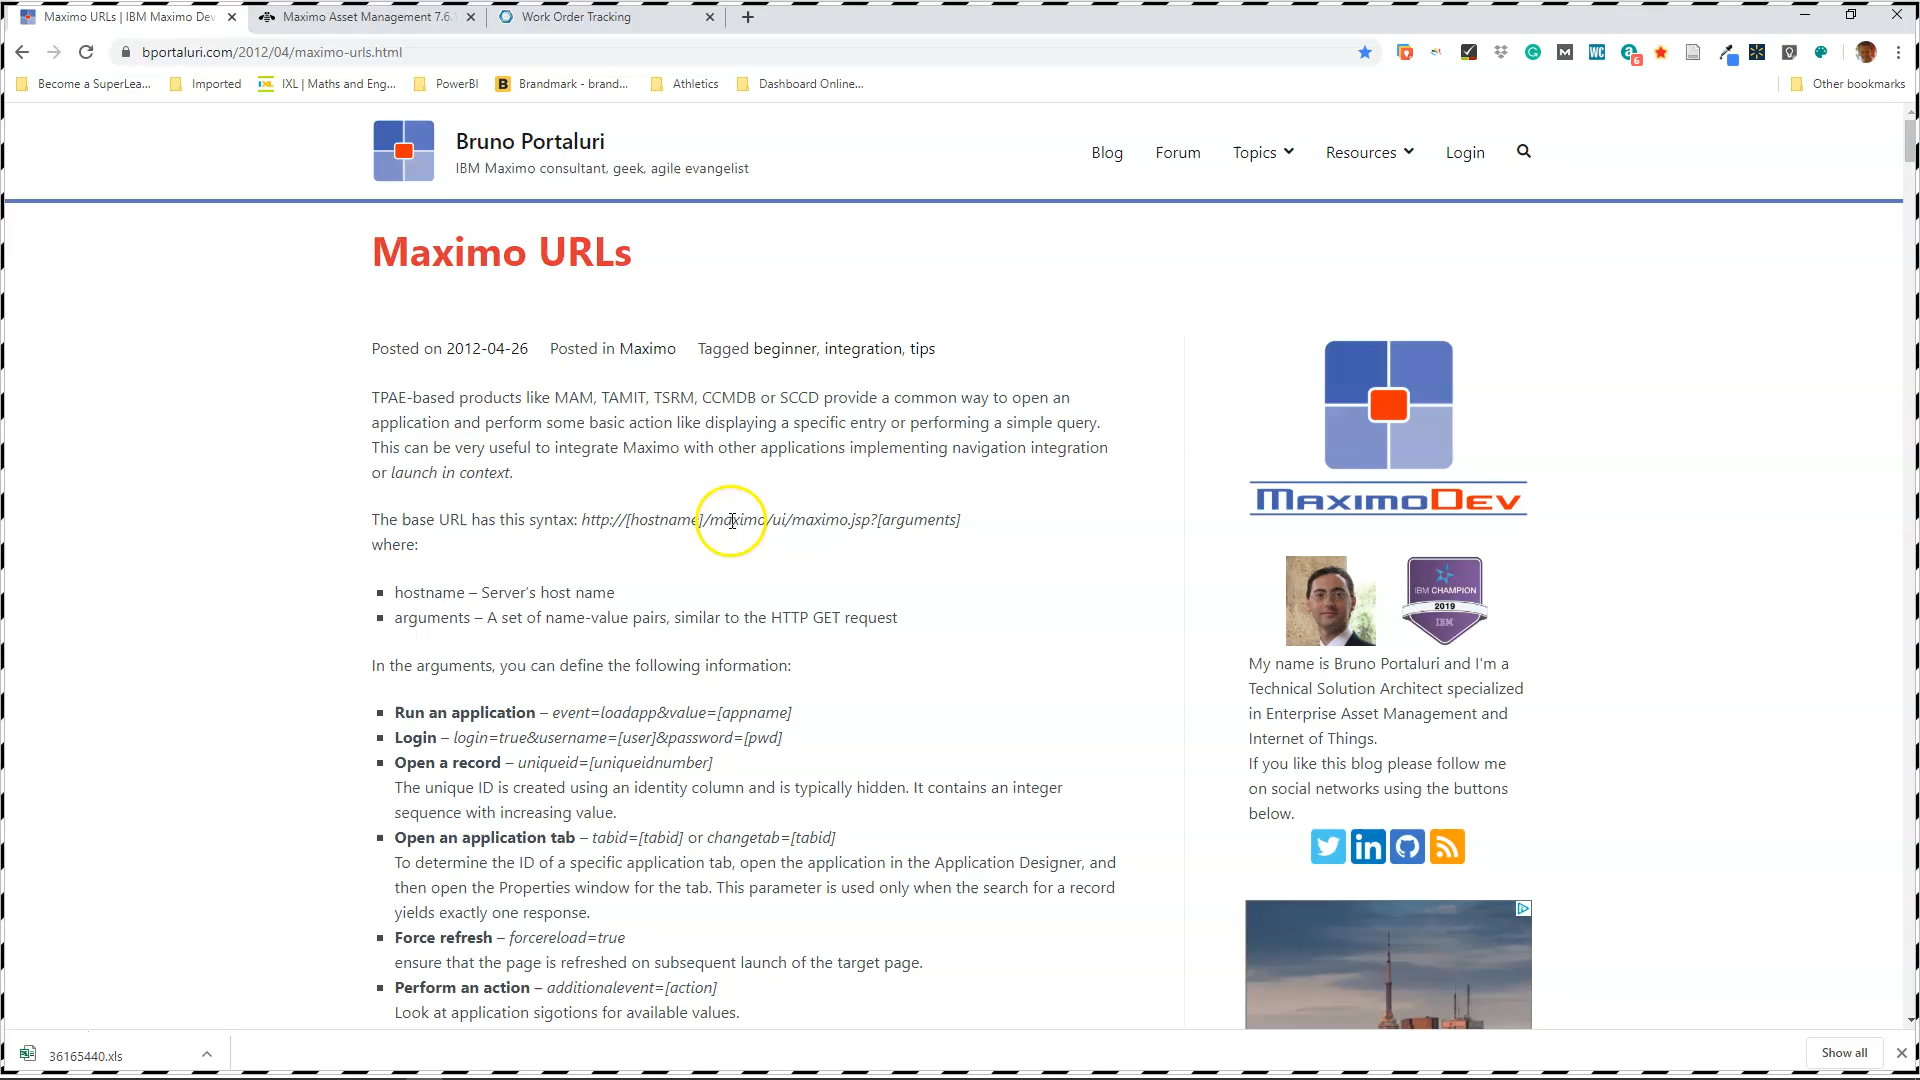 Maximo URLs | IBM Maximo Dev
Maximo Asset Management 7.6.
Work Order Tracking
bportaluri.com/2012/04/maximo-urls.html
6
Become a SuperLea...
Imported
IXL | Maths and Eng...
PowerBI
B
Brandmark - brand...
Athletics
Dashboard Online...
Other bookmarks
Bruno Portaluri
IBM Maximo consultant, geek, agile evangelist
Blog
Forum
Topics
Resources
Login
Maximo URLs
Posted on 2012-04-26 Posted in Maximo Tagged beginner, integration, tips
TPAE-based products like MAM, TAMIT, TSRM, CCMDB or SCCD provide a common way to open an
application and perform some basic action like displaying a specific entry or performing a simple query.
This can be very useful to integrate Maximo with other applications implementing navigation integration
or launch in context.
The base URL has this syntax: http://[hostname]/maximo/ui/maximo.jsp?[arguments]
where:
▪ hostname – Server's host name
▪ arguments – A set of name-value pairs, similar to the HTTP GET request
In the arguments, you can define the following information:
▪ Run an application – event=loadapp&value=[appname]
▪ Login – login=true&username=[user]&password=[pwd]
▪ Open a record – uniqueid=[uniqueidnumber]
The unique ID is created using an identity column and is typically hidden. It contains an integer
sequence with increasing value.
▪ Open an application tab – tabid=[tabid] or changetab=[tabid]
To determine the ID of a specific application tab, open the application in the Application Designer, and
then open the Properties window for the tab. This parameter is used only when the search for a record
yields exactly one response.
▪ Force refresh – forcereload=true
ensure that the page is refreshed on subsequent launch of the target page.
▪ Perform an action – additionalevent=[action]
Look at application sigotions for available values.
MAXIMODEV
IBM CHAMPION
2019
IBM
My name is Bruno Portaluri and I'm a
Technical Solution Architect specialized
in Enterprise Asset Management and
Internet of Things.
If you like this blog please follow me
on social networks using the buttons
below.
in
36165440.xls
Show all